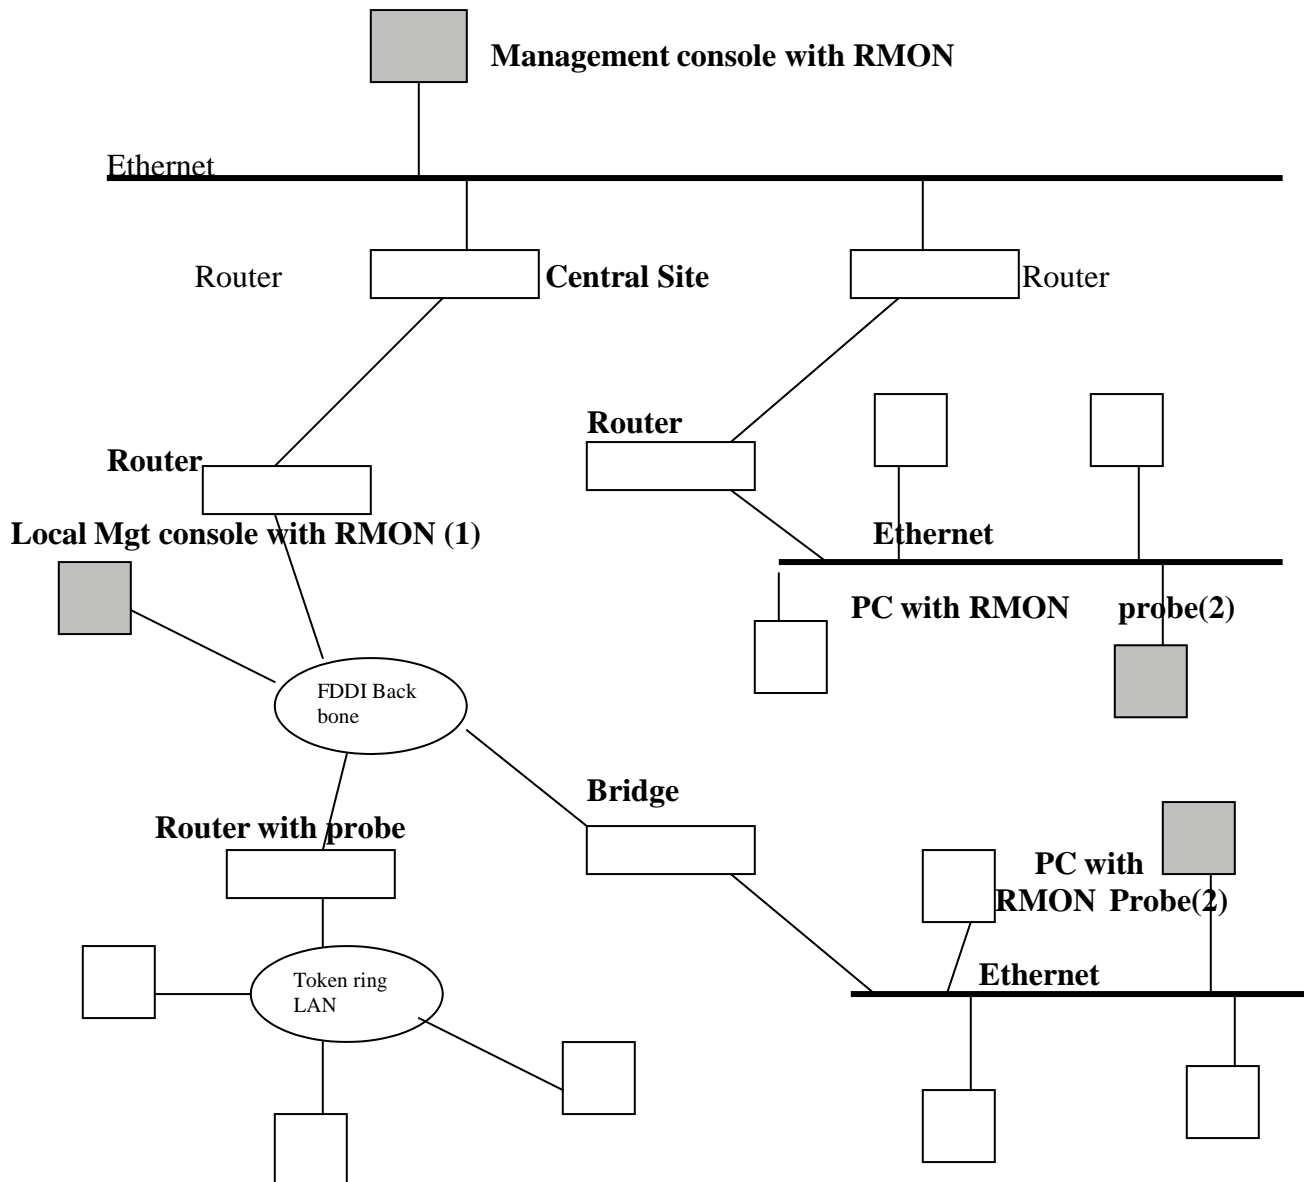 Management console with RMON
Ethernet
Router
Central Site
Router
Router
Router
Local Mgt console with RMON (1)
Ethernet
PC with RMON probe(2)
FDDI Back
bone
Bridge
Router with probe
PC with
RMON Probe(2)
Ethernet
Token ring
LAN